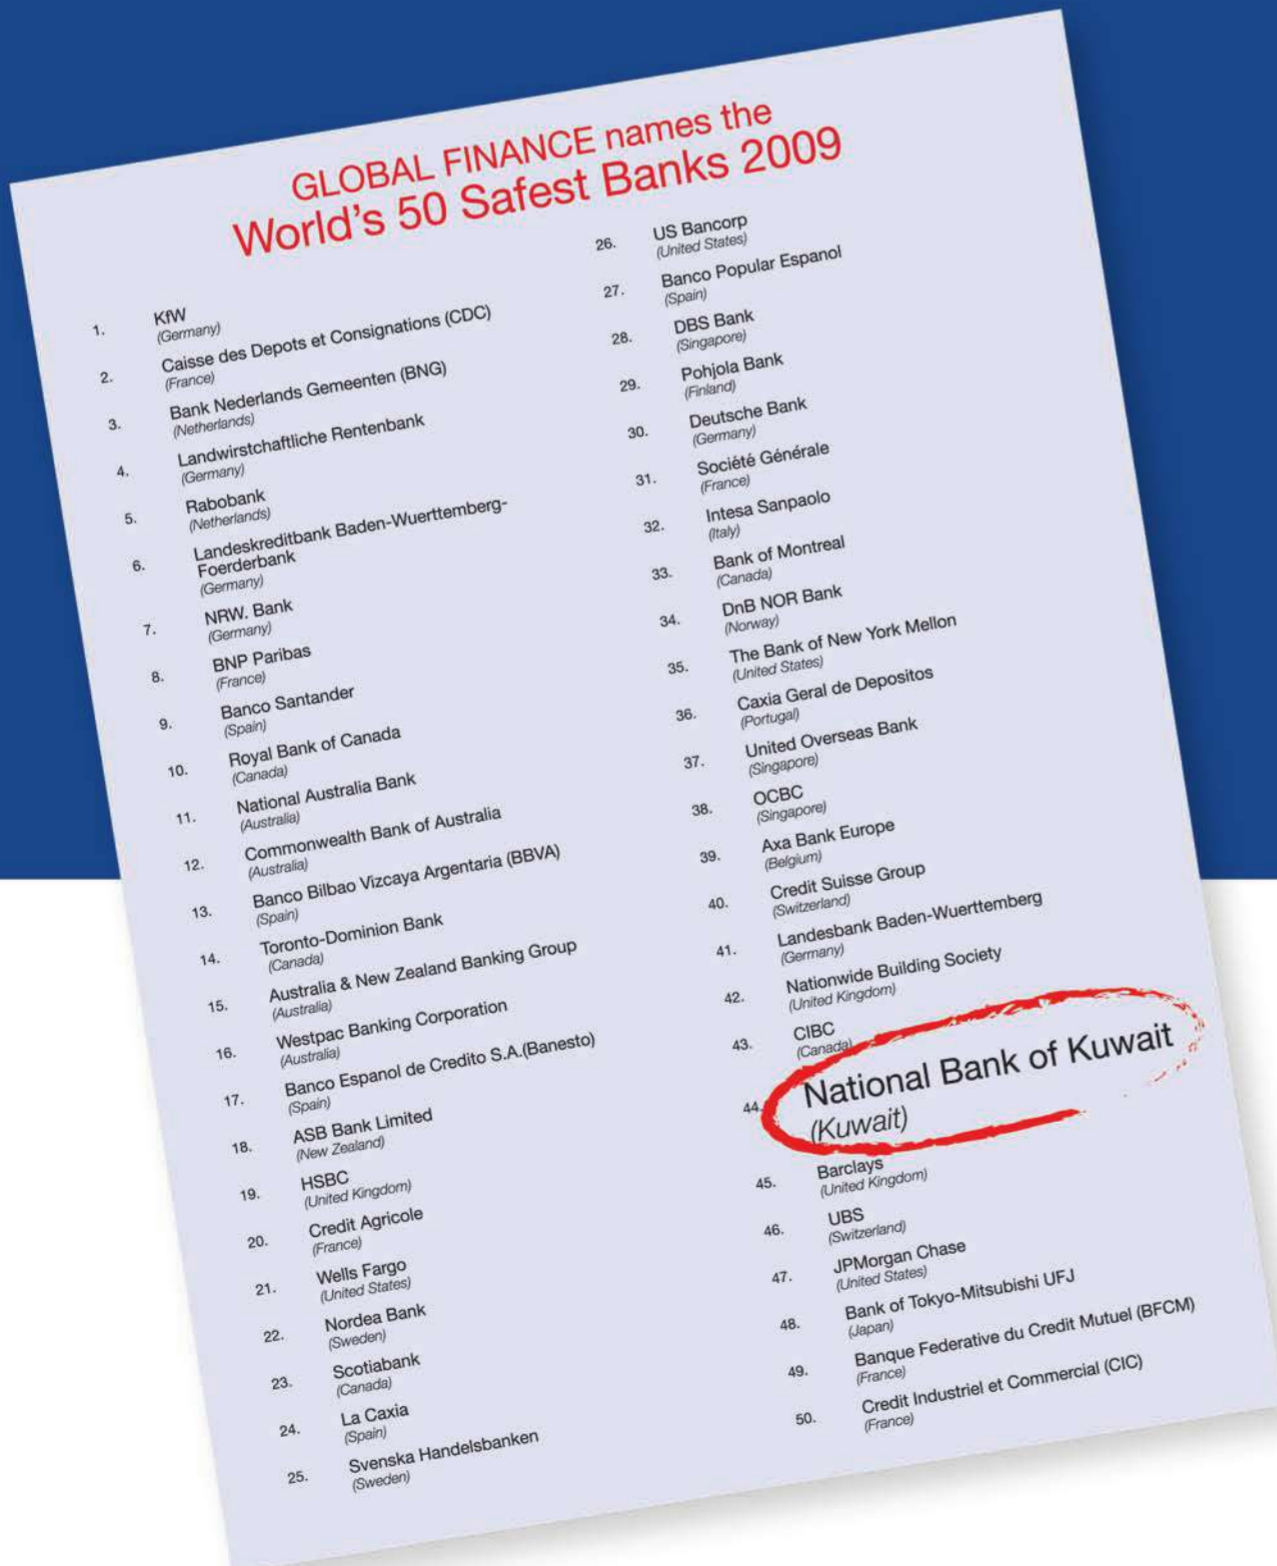 GLOBAL FINANCE names the
World's 50 Safest Banks 2009
1. KfW
(Germany)
2. Caisse des Depots et Consignations (CDC)
(France)
3. Bank Nederlands Gemeenten (BNG)
(Netherlands)
4. Landwirstchaftliche Rentenbank
(Germany)
5. Rabobank
(Netherlands)
6. Landeskreditbank Baden-Wuerttemberg-
Foerderbank
(Germany)
7. NRW. Bank
(Germany)
8. BNP Paribas
(France)
9. Banco Santander
(Spain)
10. Royal Bank of Canada
(Canada)
11. National Australia Bank
(Australia)
12. Commonwealth Bank of Australia
(Australia)
13. Banco Bilbao Vizcaya Argentaria (BBVA)
(Spain)
14. Toronto-Dominion Bank
(Canada)
15. Australia & New Zealand Banking Group
(Australia)
16. Westpac Banking Corporation
(Australia)
17. Banco Espanol de Credito S.A.(Banesto)
(Spain)
18. ASB Bank Limited
(New Zealand)
19. HSBC
(United Kingdom)
20. Credit Agricole
(France)
21. Wells Fargo
(United States)
22. Nordea Bank
(Sweden)
23. Scotiabank
(Canada)
24. La Caxia
(Spain)
25. Svenska Handelsbanken
(Sweden)
26. US Bancorp
(United States)
27. Banco Popular Espanol
(Spain)
28. DBS Bank
(Singapore)
29. Pohjola Bank
(Finland)
30. Deutsche Bank
(Germany)
31. Société Générale
(France)
32. Intesa Sanpaolo
(Italy)
33. Bank of Montreal
(Canada)
34. DnB NOR Bank
(Norway)
35. The Bank of New York Mellon
(United States)
36. Caxia Geral de Depositos
(Portugal)
37. United Overseas Bank
(Singapore)
38. OCBC
(Singapore)
39. Axa Bank Europe
(Belgium)
40. Credit Suisse Group
(Switzerland)
41. Landesbank Baden-Wuerttemberg
(Germany)
42. Nationwide Building Society
(United Kingdom)
43. CIBC
(Canada)
44. National Bank of Kuwait
(Kuwait)
45. Barclays
(United Kingdom)
46. UBS
(Switzerland)
47. JPMorgan Chase
(United States)
48. Bank of Tokyo-Mitsubishi UFJ
(Japan)
49. Banque Federative du Credit Mutuel (BFCM)
(France)
50. Credit Industriel et Commercial (CIC)
(France)